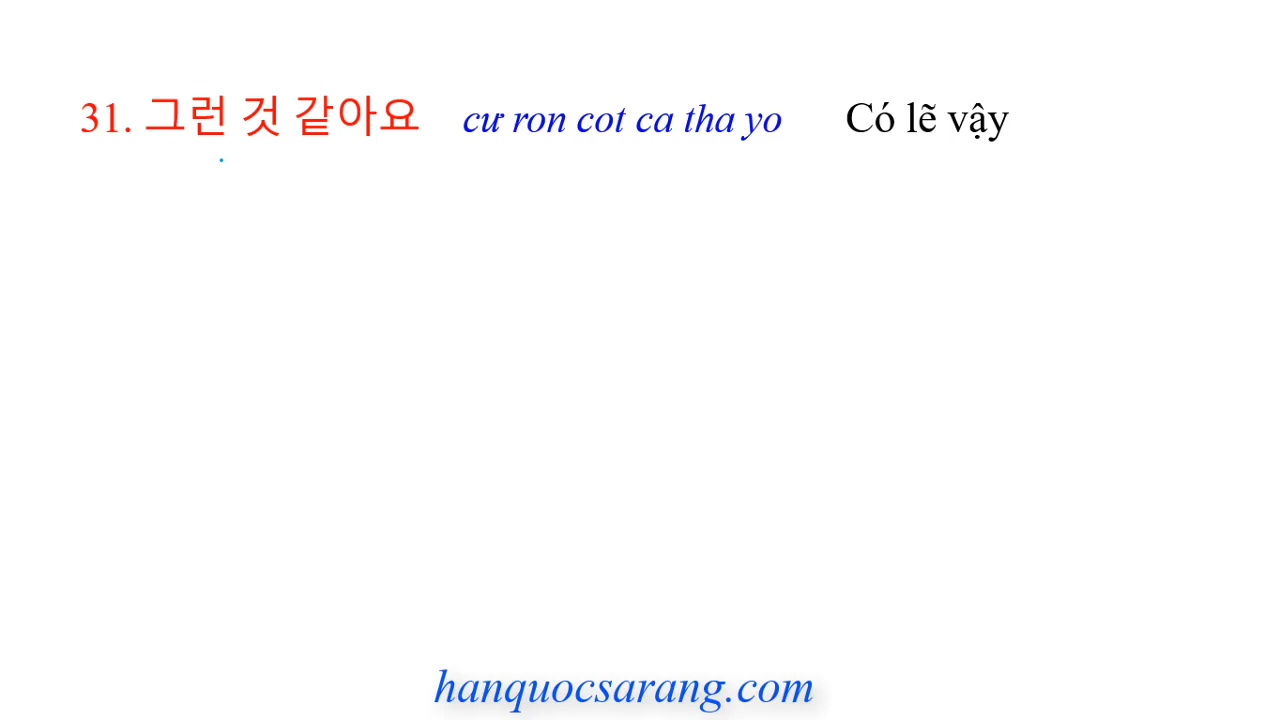 31. 그런 것 같아요 cư ron cot ca tha yo Có lẽ vậy
hanquocsarang.com